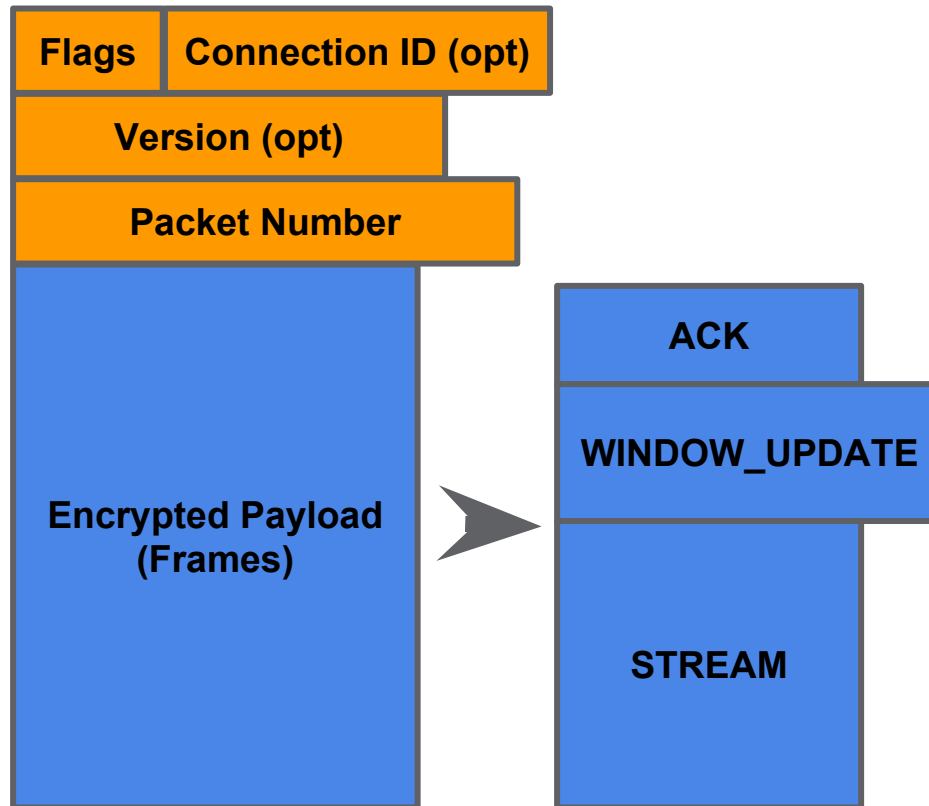 Flags
Connection ID (opt)
Version (opt)
Packet Number
Encrypted Payload
(Frames)
ACK
WINDOW_UPDATE
STREAM